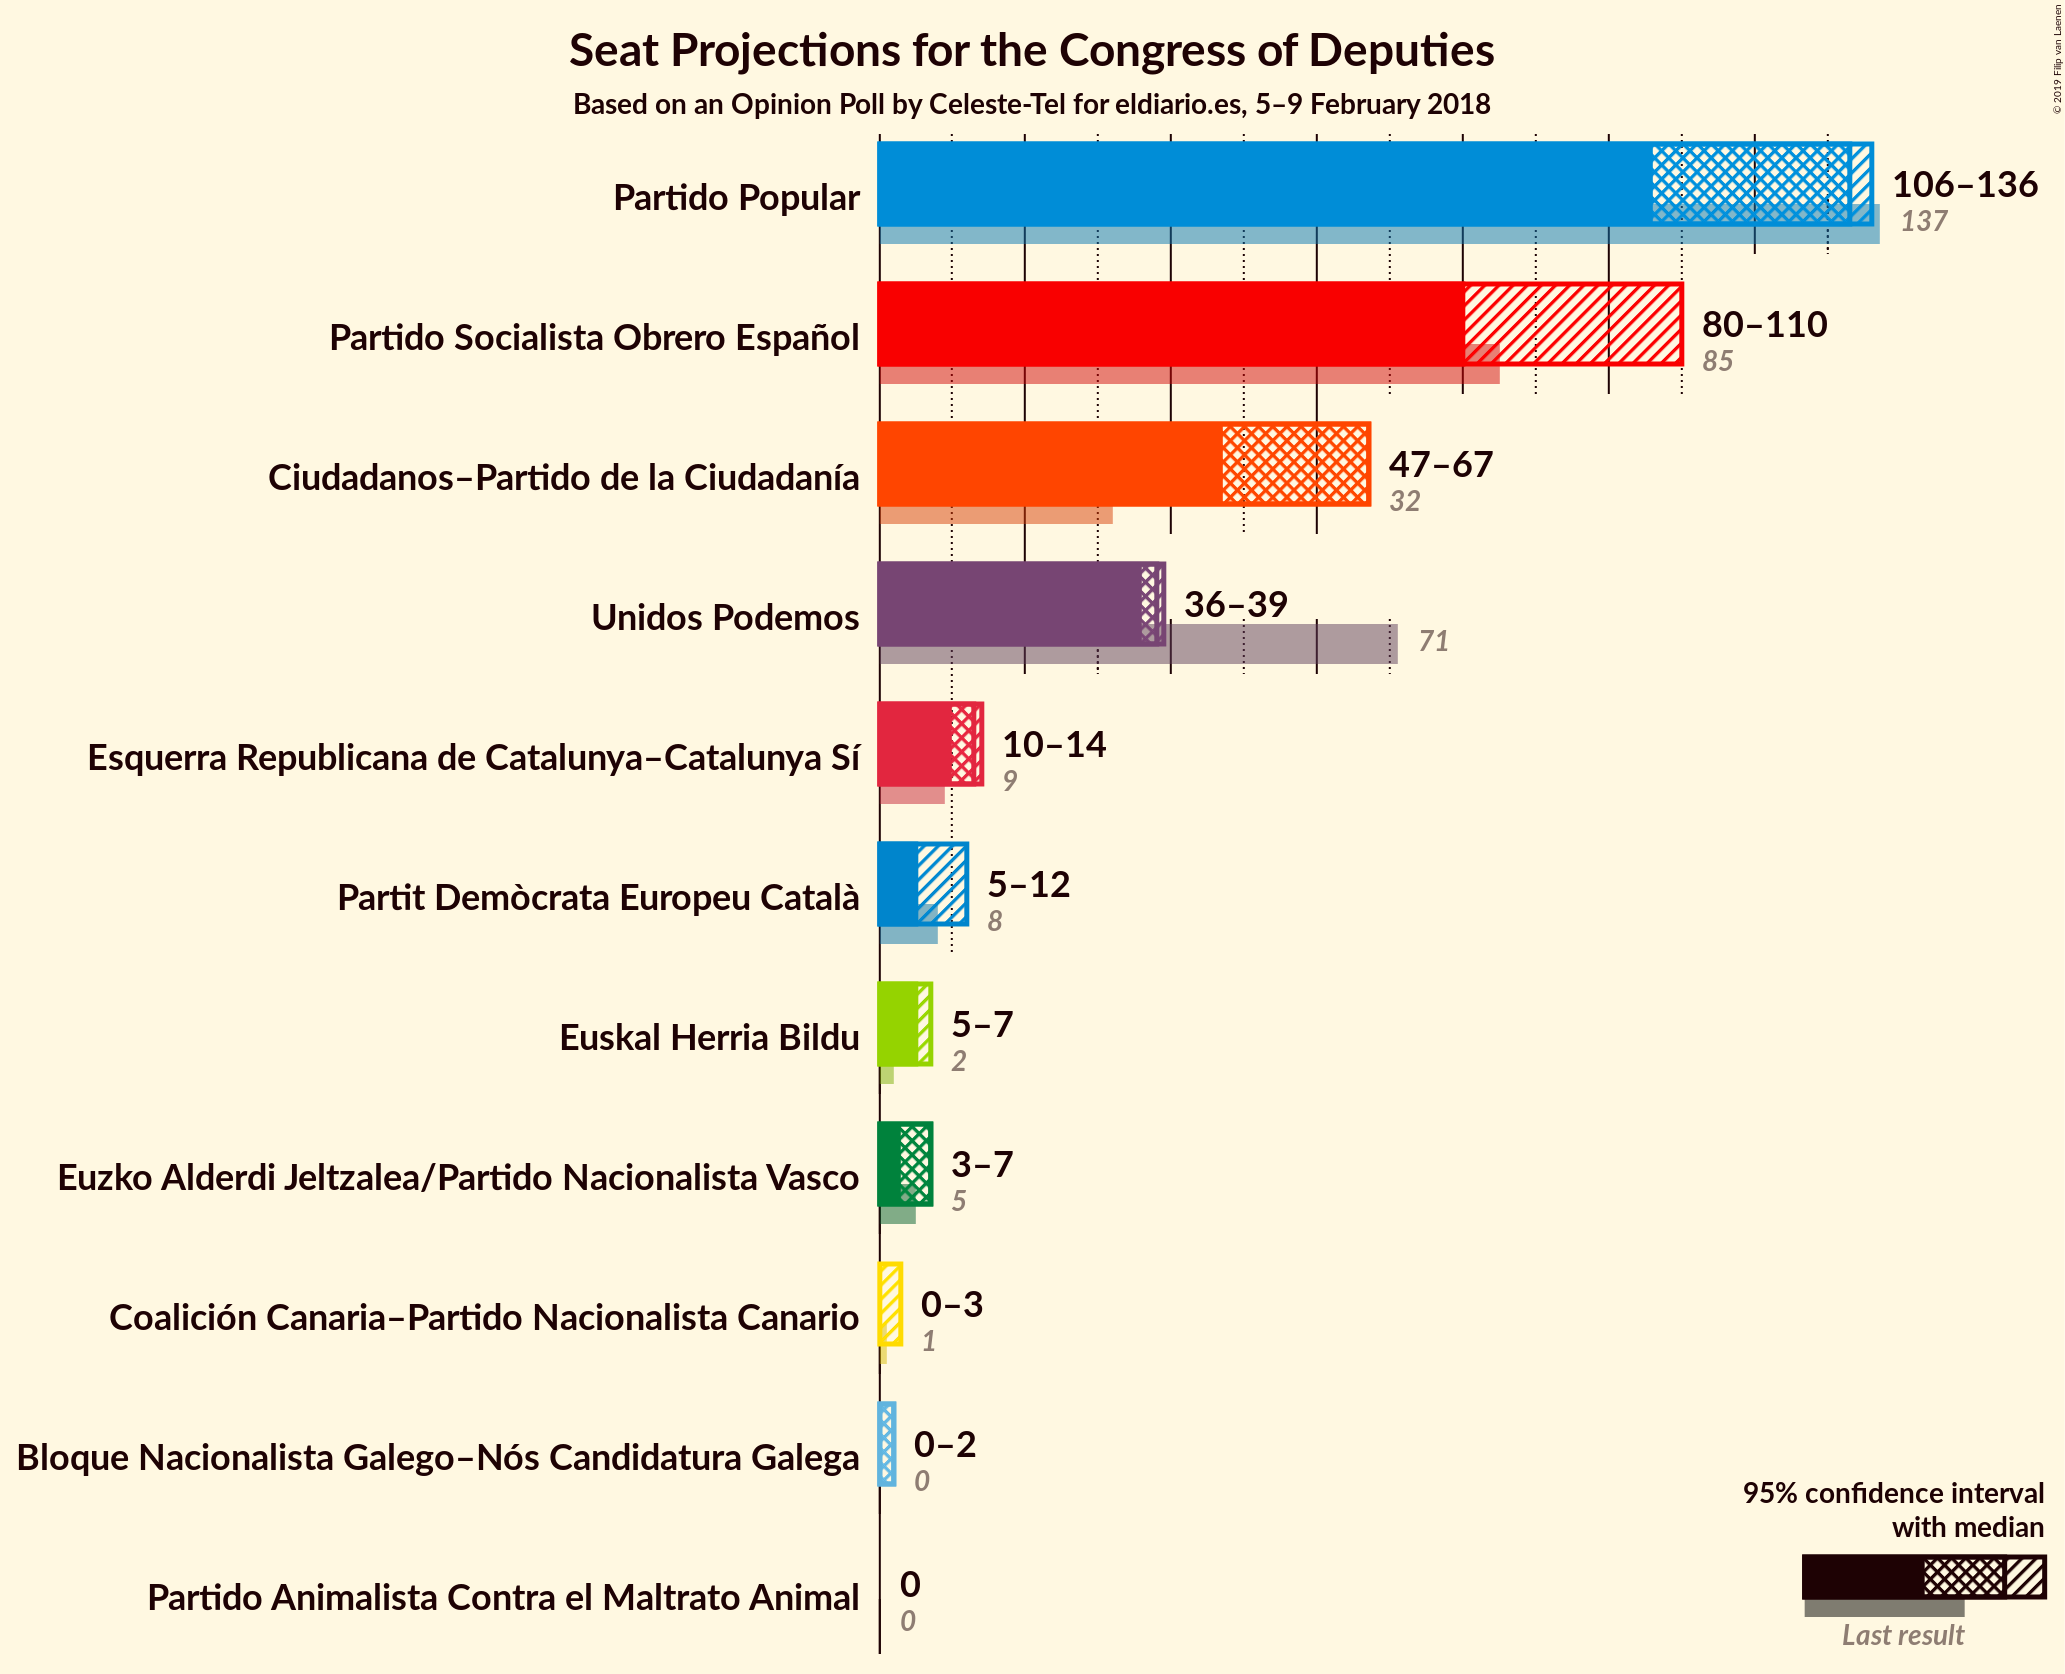 Seat Projections for the Congress of Deputies
Based on an Opinion Poll by Celeste-Tel for eldiario.es, 5–9 February 2018
© 2019 Filip van Laenen
Partido Popular
106–136
137
Partido Socialista Obrero Español
80–110
85
Ciudadanos–Partido de la Ciudadanía
47–67
32
Unidos Podemos
36–39
71
Esquerra Republicana de Catalunya–Catalunya Sí
10–14
9
Partit Demòcrata Europeu Català
5–12
8
Euskal Herria Bildu
5–7
2
Euzko Alderdi Jeltzalea/Partido Nacionalista Vasco
3–7
5
Coalición Canaria–Partido Nacionalista Canario
0–3
1
Bloque Nacionalista Galego–Nós Candidatura Galega
0–2
0
Partido Animalista Contra el Maltrato Animal
0
0
95% confidence interval
with median
Last result